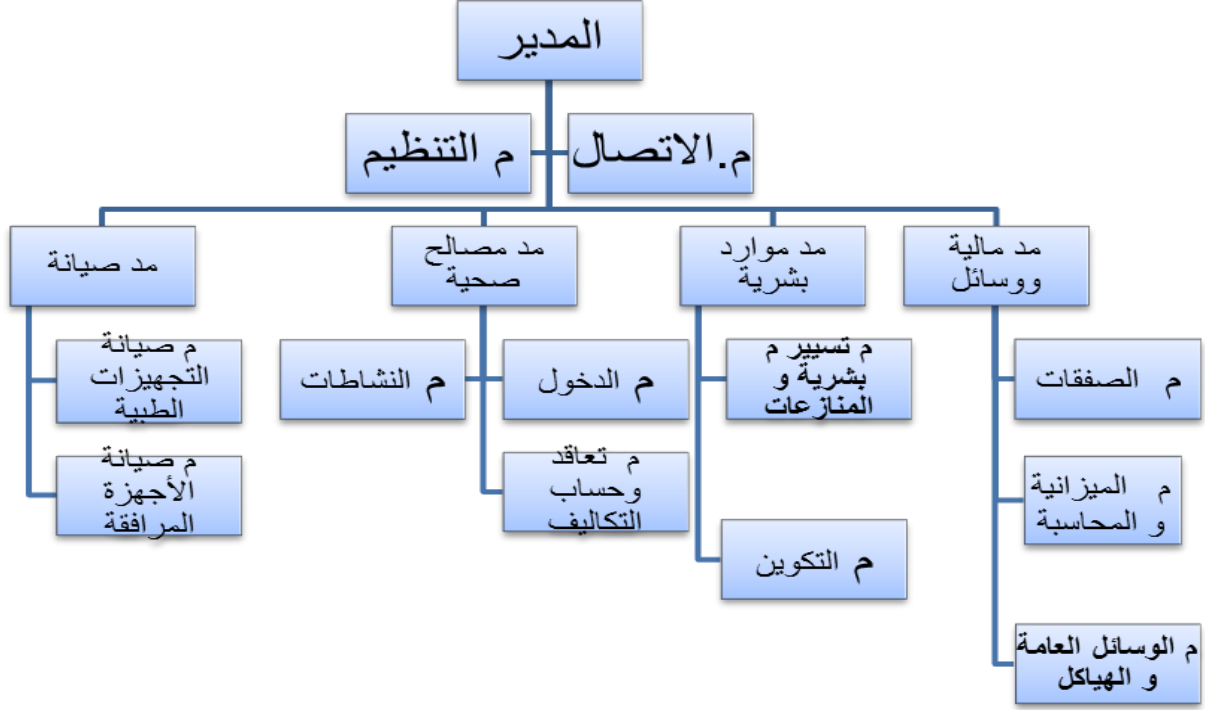 المدير
م.الاتصال
م التنظيم
مد مالية
ووسائل
مد موارد
بشرية
مد مصالح
صحية
مد صيانة
م الصفقات
م الميزانية
و المحاسبة
م الوسائل العامة
و الهياكل
م تسيير م
بشرية و
المنازعات
م التكوين
م الدخول
م النشاطات
م تعاقد
وحساب
التكاليف
م صيانة
التجهيزات
الطبية
م صيانة
الأجهزة
المرافقة